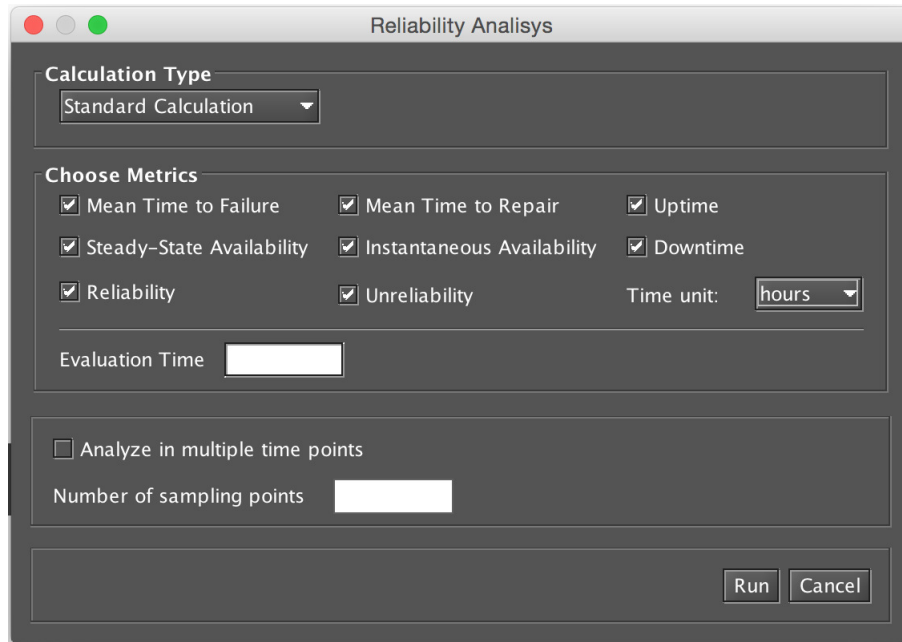 Reliability Analisys
Calculation Type
Standard Calculation
Choose Metrics
Mean Time to Failure Mean Time to Repair Uptime
Steady-State Availability Instantaneous Availability Downtime
Reliability Unreliability Time unit: hours
Evaluation Time
Analyze in multiple time points
Number of sampling points
Run Cancel